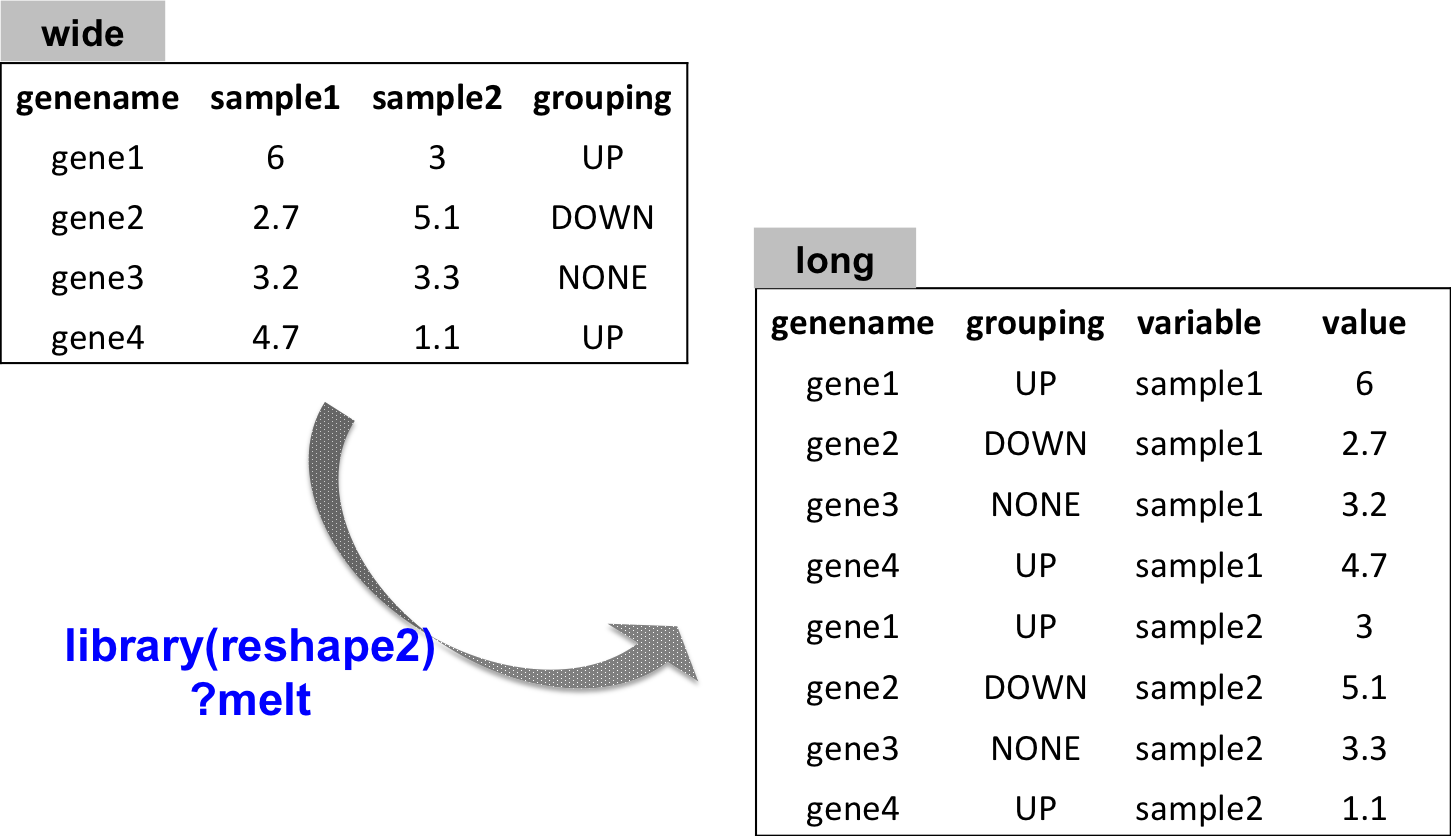 wide
genename sample1 sample2 grouping
gene1 6 3 UP
gene2 2.7 5.1 DOWN
gene3 3.2 3.3 NONE
gene4 4.7 1.1 UP
long
genename grouping variable value
gene1 UP sample1 6
gene2 DOWN sample1 2.7
gene3 NONE sample1 3.2
gene4 UP sample1 4.7
gene1 UP sample2 3
gene2 DOWN sample2 5.1
gene3 NONE sample2 3.3
gene4 UP sample2 1.1
library(reshape2)
?melt